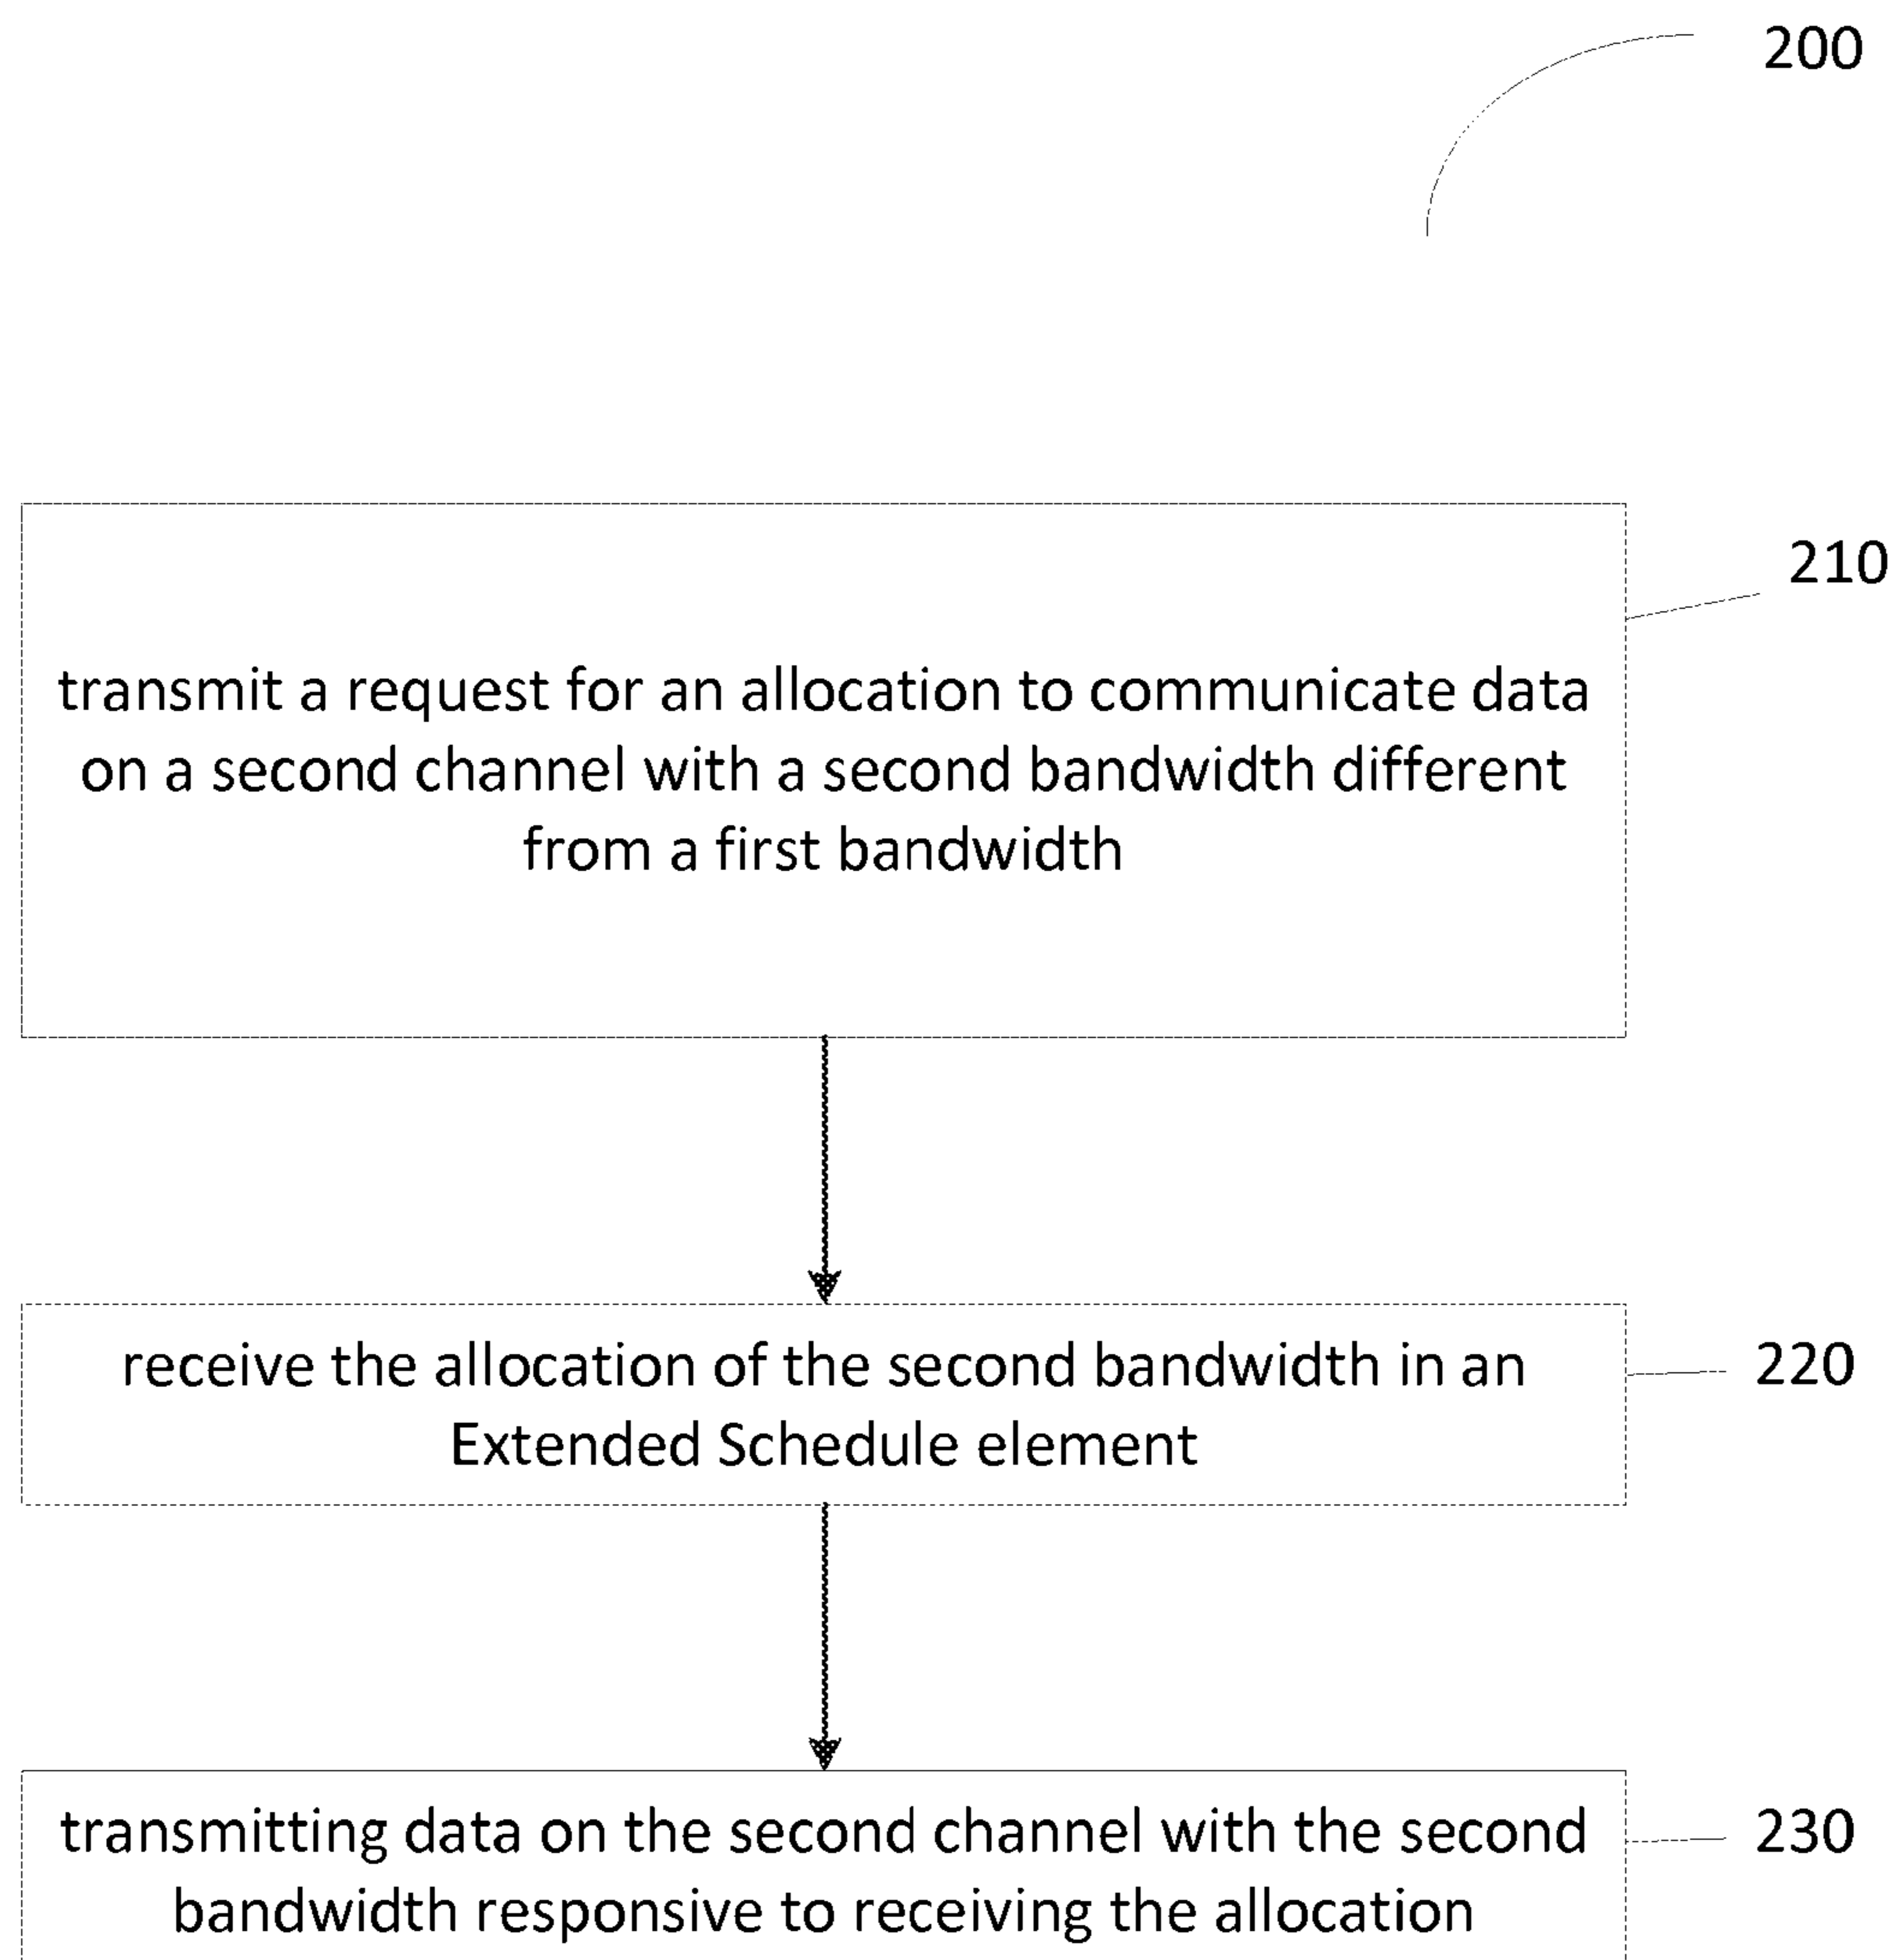 200
210
transmit a request for an allocation to communicate data
on a second channel with a second bandwidth different
from a first bandwidth
receive the allocation of the second bandwidth in an
Extended Schedule element
220
transmitting data on the second channel with the second
bandwidth responsive to receiving the allocation
230